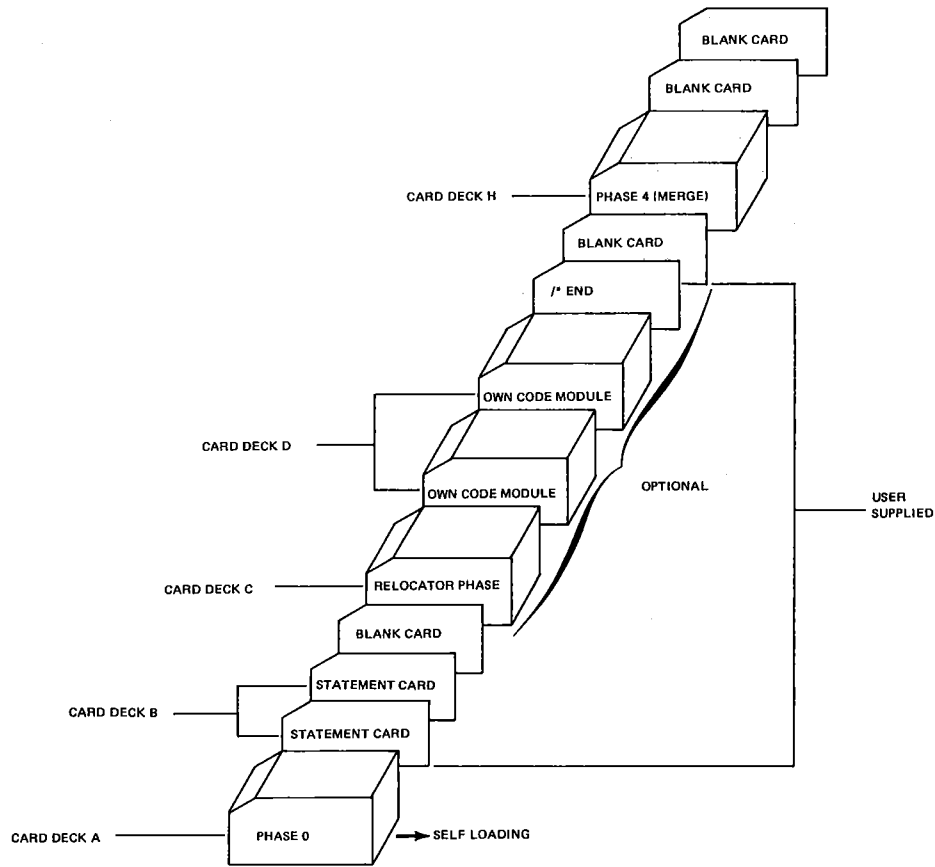 BLANK CARD
BLANK CARD
CARD DECK H
PHASE 4 (MERGE)
BLANK CARD
/* END
OWN CODE MODULE
CARD DECK D
OWN CODE MODULE
OPTIONAL
USER
SUPPLIED
CARD DECK C
RELOCATOR PHASE
BLANK CARD
STATEMENT CARD
CARD DECK B
STATEMENT CARD
CARD DECK A
PHASE 0
SELF LOADING